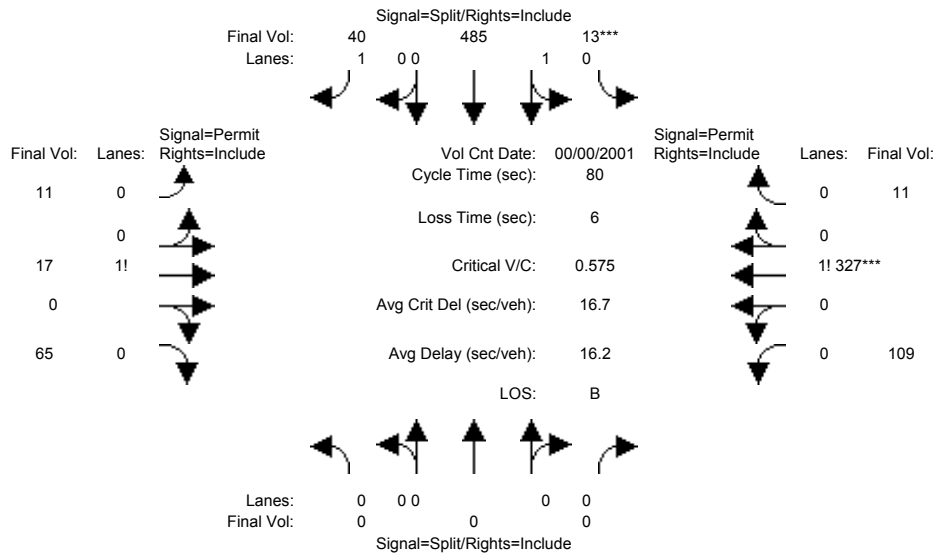 Signal=Split/Rights=Include
Final Vol: 40 485 13***
Lanes: 1 0 0 1 0
Signal=Permit Signal=Permit
Final Vol: Lanes: Rights=Include Vol Cnt Date: 00/00/2001 Rights=Include Lanes: Final Vol:
Cycle Time (sec): 80
11 0 0 11
Loss Time (sec): 6
0 0
17 1! Critical V/C: 0.575 1! 327***
0 Avg Crit Del (sec/veh): 16.7 0
65 0 Avg Delay (sec/veh): 16.2 0 109
LOS: B
Lanes: 0 0 0 0 0
Final Vol: 0 0 0
Signal=Split/Rights=Include